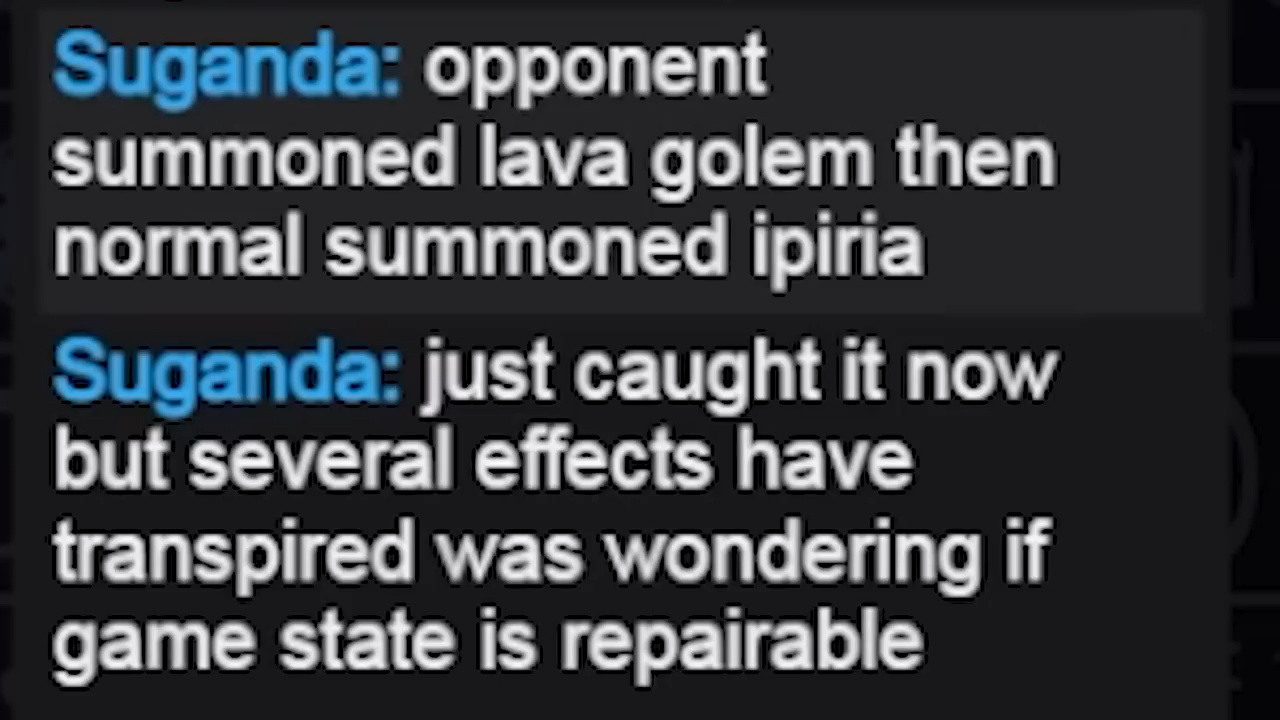 Suganda: opponent
summoned lava golem then
normal summoned ipiria
Suganda: just caught it now
but several effects have
transpired was wondering if
game state is repairable